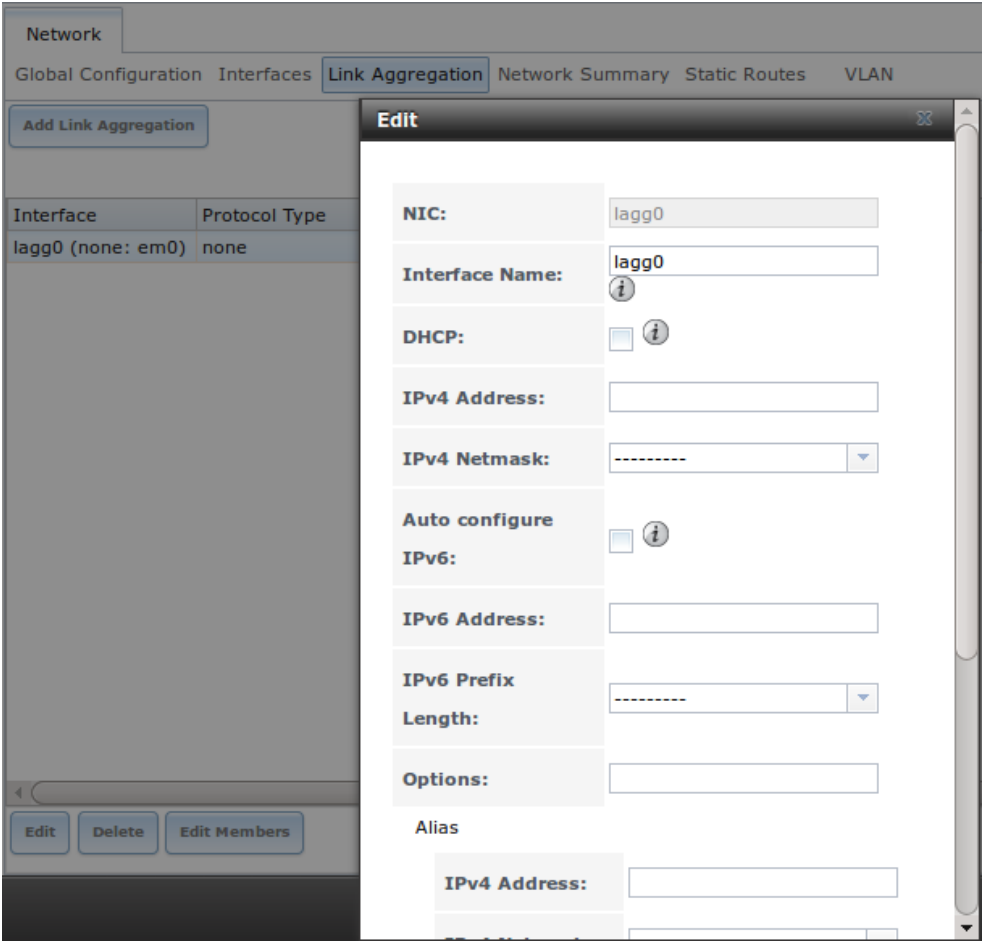 Network
Global Configuration Interfaces Link Aggregation Network Summary Static Routes VLAN
Add Link Aggregation
Interface Protocol Type
lagg0 (none: em0) none
Edit Delete Edit Members
Edit
NIC: lagg0
Interface Name: lagg0
DHCP:
IPv4 Address:
IPv4 Netmask: ---------
Auto configure
IPv6:
IPv6 Address:
IPv6 Prefix
Length: ---------
Options:
Alias
IPv4 Address: